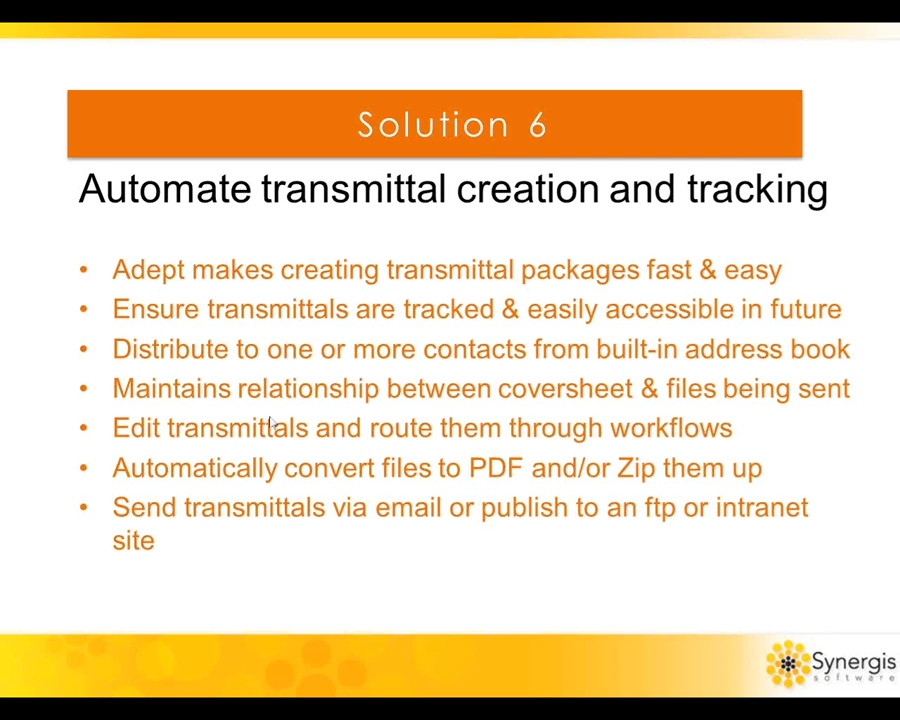 Solution 6
Automate transmittal creation and tracking
• Adept makes creating transmittal packages fast & easy
• Ensure transmittals are tracked & easily accessible in future
• Distribute to one or more contacts from built-in address book
• Maintains relationship between coversheet & files being sent
• Edit transmittals and route them through workflows
• Automatically convert files to PDF and/or Zip them up
• Send transmittals via email or publish to an ftp or intranet
site
Synergis
software